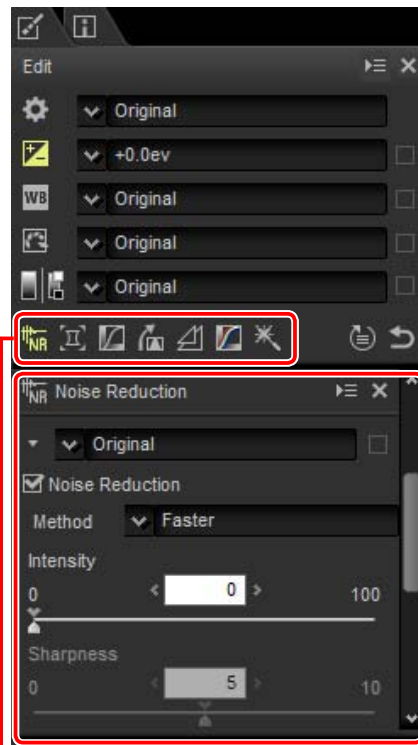 Edit
Original
+0.0ev
WB Original
Original
Original
NR
NR Noise Reduction
Original
Noise Reduction
Method Faster
Intensity
0 0 100
Sharpness
0 5 10